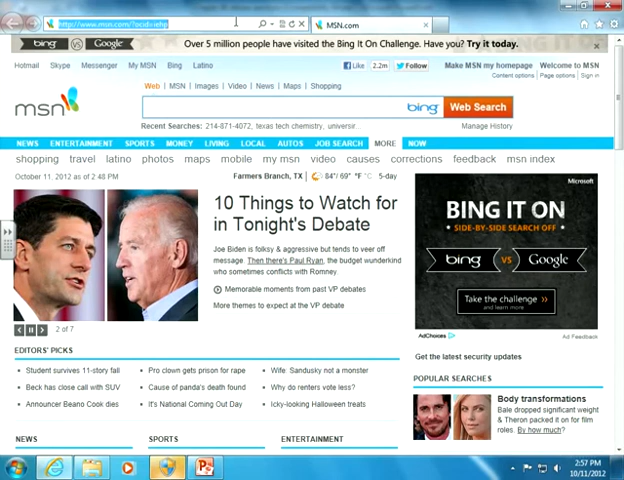 http://www.msn.com/?ocid=iehp
MSN.com
bing VS Google
Over 5 million people have visited the Bing It On Challenge. Have you? Try it today.
Hotmail Skype Messenger My MSN Bing Latino
Like 2.2m Follow
Make MSN my homepage Welcome to MSN
Content options Page options Sign in
Web MSN Images Video News Maps Shopping
msn
bing Web Search
Recent Searches: 214-871-4072, texas tech chemistry, universir...
Manage History
NEWS ENTERTAINMENT SPORTS MONEY LIVING LOCAL AUTOS JOB SEARCH MORE NOW
shopping travel latino photos maps mobile my msn video causes corrections feedback msn index
October 11, 2012 as of 2:48 PM
Farmers Branch, TX 84°/ 69° °F °C 5-day
10 Things to Watch for
in Tonight's Debate
Joe Biden is folksy & aggressive but tends to veer off
message. Then there's Paul Ryan, the budget wunderkind
who sometimes conflicts with Romney
Memorable moments from past VP debates
More themes to expect at the VP debate
2 of 7
Microsoft
BING IT ON
SIDE-BY-SIDE SEARCH OFF
bing VS Google
Take the challenge
and learn more
AdChoices
Ad Feedback
EDITORS' PICKS
Student survives 11-story fall
Beck has close call with SUV
Announcer Beano Cook dies
Pro clown gets prison for rape
Cause of panda's death found
It's National Coming Out Day
Wife: Sandusky not a monster
Why do renters vote less?
Icky-looking Halloween treats
Get the latest security updates
POPULAR SEARCHES
Body transformations
Bale dropped significant weight
& Theron packed it on for film
roles. By how much?
NEWS
SPORTS
ENTERTAINMENT
2:57 PM
10/11/2012